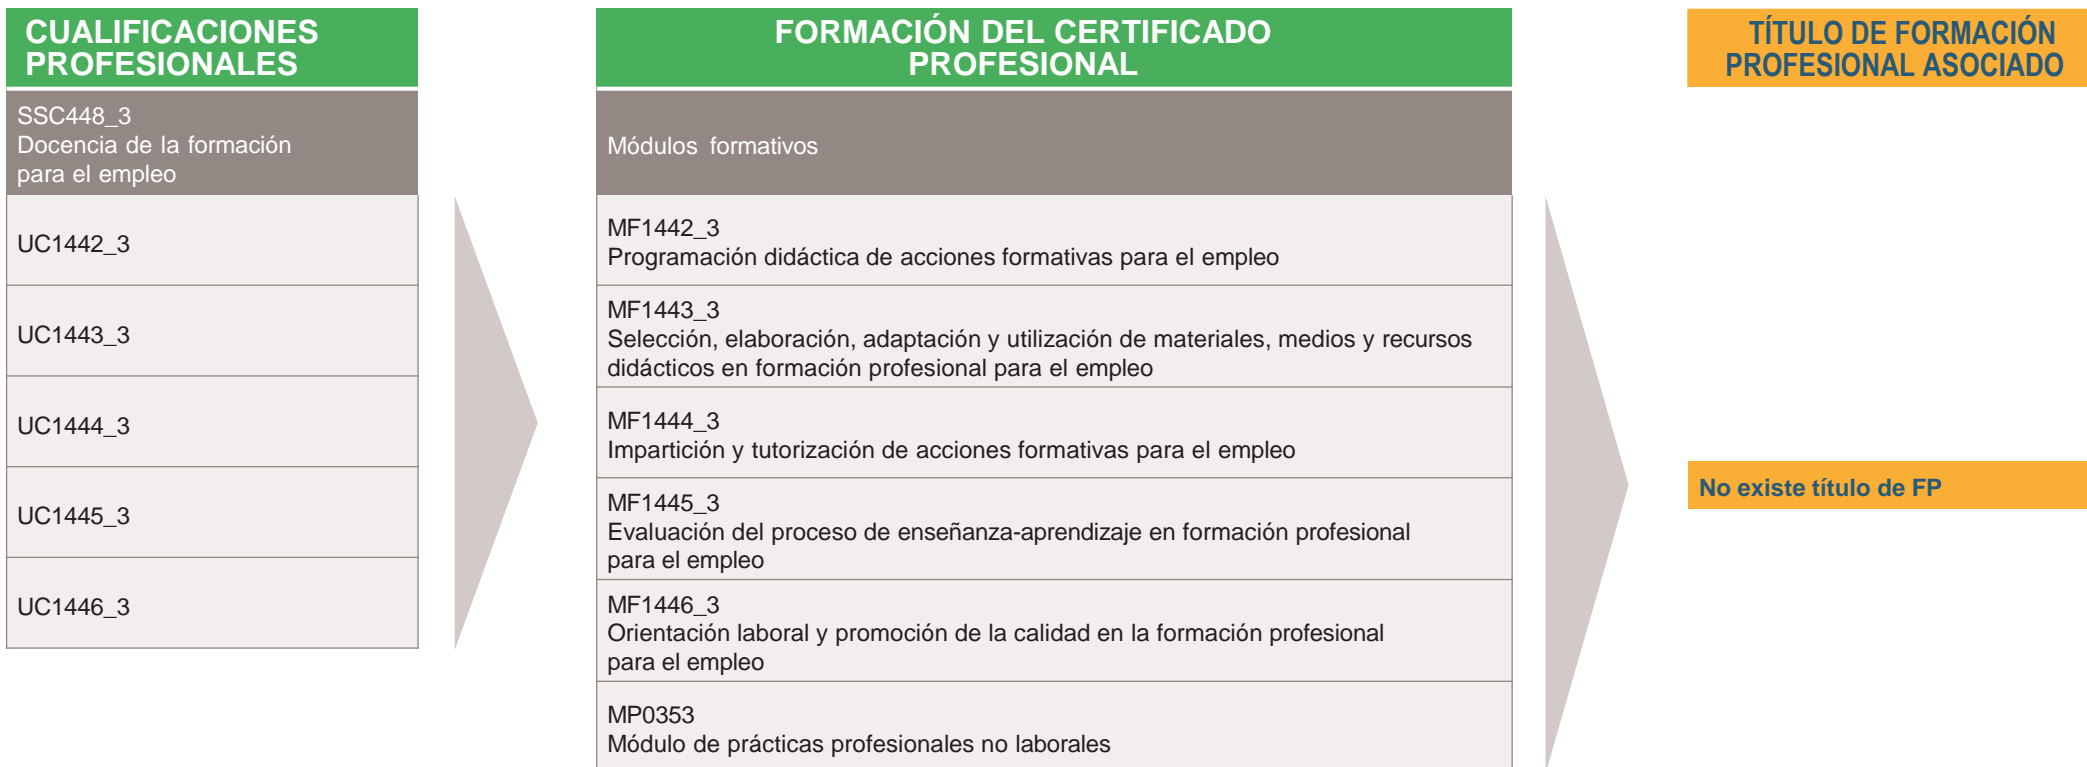 CUALIFICACIONES
PROFESIONALES
SSC448_3
Docencia de la formación
para el empleo
UC1442_3
UC1443_3
UC1444_3
UC1445_3
UC1446_3
FORMACIÓN DEL CERTIFICADO
PROFESIONAL
Módulos formativos
MF1442_3
Programación didáctica de acciones formativas para el empleo
MF1443_3
Selección, elaboración, adaptación y utilización de materiales, medios y recursos
didácticos en formación profesional para el empleo
MF1444_3
Impartición y tutorización de acciones formativas para el empleo
MF1445_3
Evaluación del proceso de enseñanza-aprendizaje en formación profesional
para el empleo
MF1446_3
Orientación laboral y promoción de la calidad en la formación profesional
para el empleo
MP0353
Módulo de prácticas profesionales no laborales
TÍTULO DE FORMACIÓN
PROFESIONAL ASOCIADO
No existe título de FP